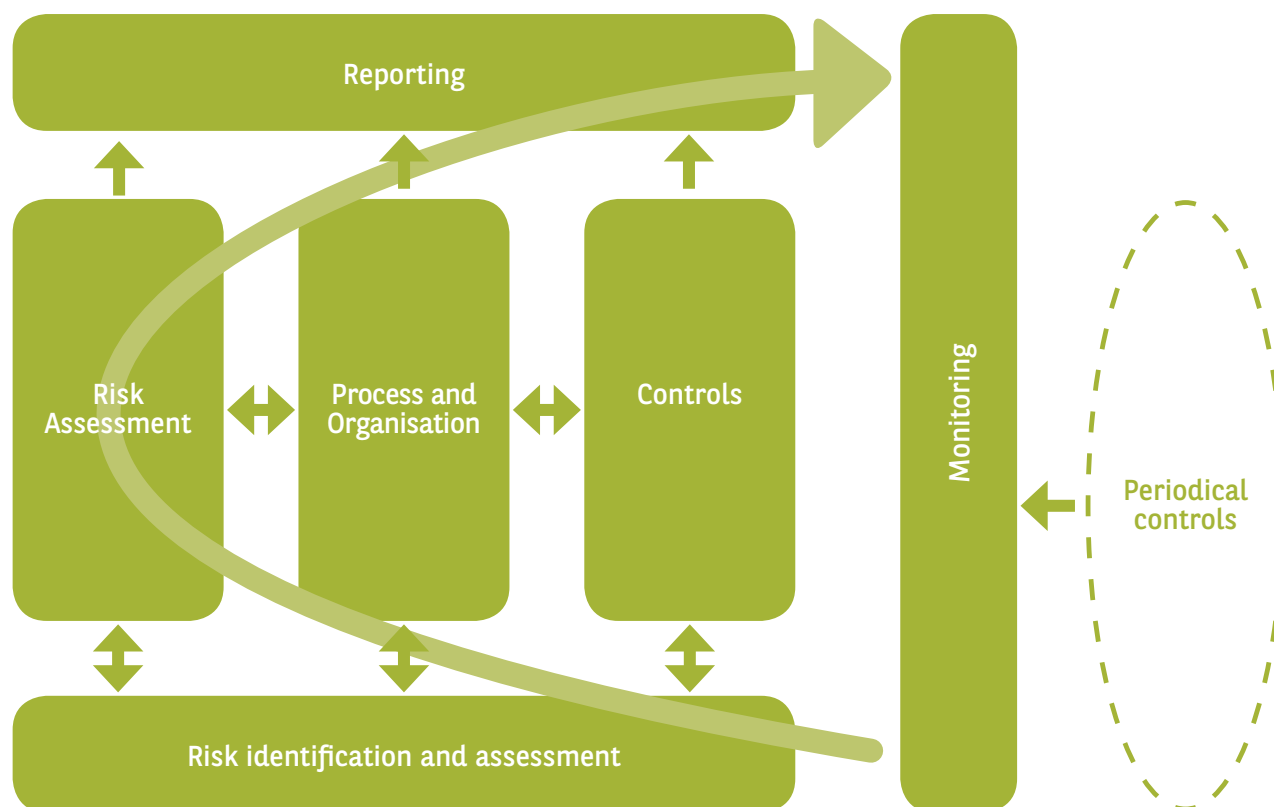 Reporting
Risk
Assessment
Process and
Organisation
Controls
Monitoring
Periodical
controls
Risk identification and assessment